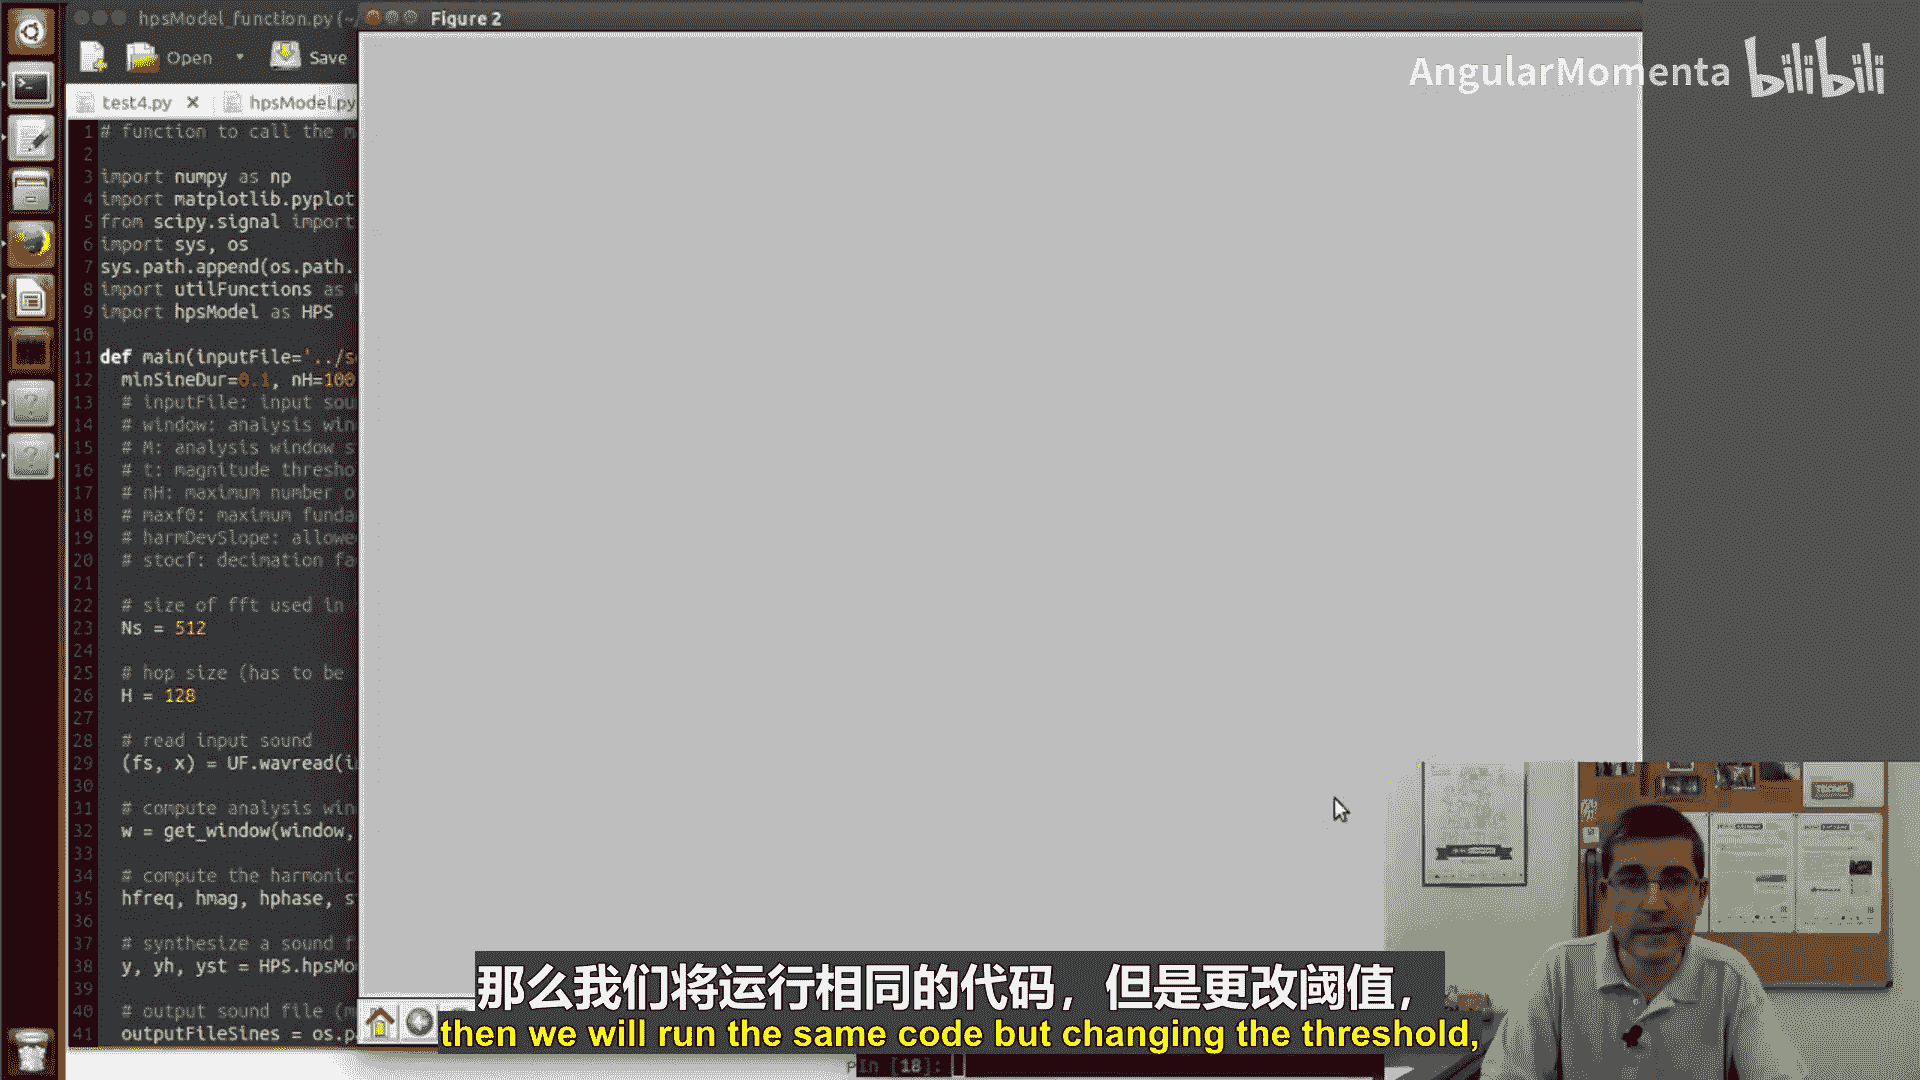 hpsModel_function.py (~/
Figure 2
Open
Save
AngularMomenta bilibili
test4.py × hpsModel.py
1 # function to call the m
2
3 import numpy as np
4 import matplotlib.pyplot
5 from scipy.signal import
6 import sys, os
7 sys.path.append(os.path.
8 import utilFunctions as
9 import hpsModel as HPS
10
11 def main(inputFile='../s
12 minSineDur=0.1, nH=100
13 # inputFile: input sou
14 # window: analysis win
15 # M: analysis window s
16 # t: magnitude thresho
17 # nH: maximum number o
18 # maxf0: maximum funda
19 # harmDevSlope: allowe
20 # stocf: decimation fa
21
22 # size of fft used in
23 Ns = 512
24
25 # hop size (has to be
26 H = 128
27
28 # read input sound
29 (fs, x) = UF.wavread(i
30
31 # compute analysis win
32 w = get_window(window,
33
34 # compute the harmonic
35 hfreq, hmag, hphase, s
36
37 # synthesize a sound f
38 y, yh, yst = HPS.hpsMo
39
40 # output sound file (m
41 outputFileSines = os.p
那么我们将运行相同的代码，但是更改阈值，
then we will run the same code but changing the threshold,
In [18]: